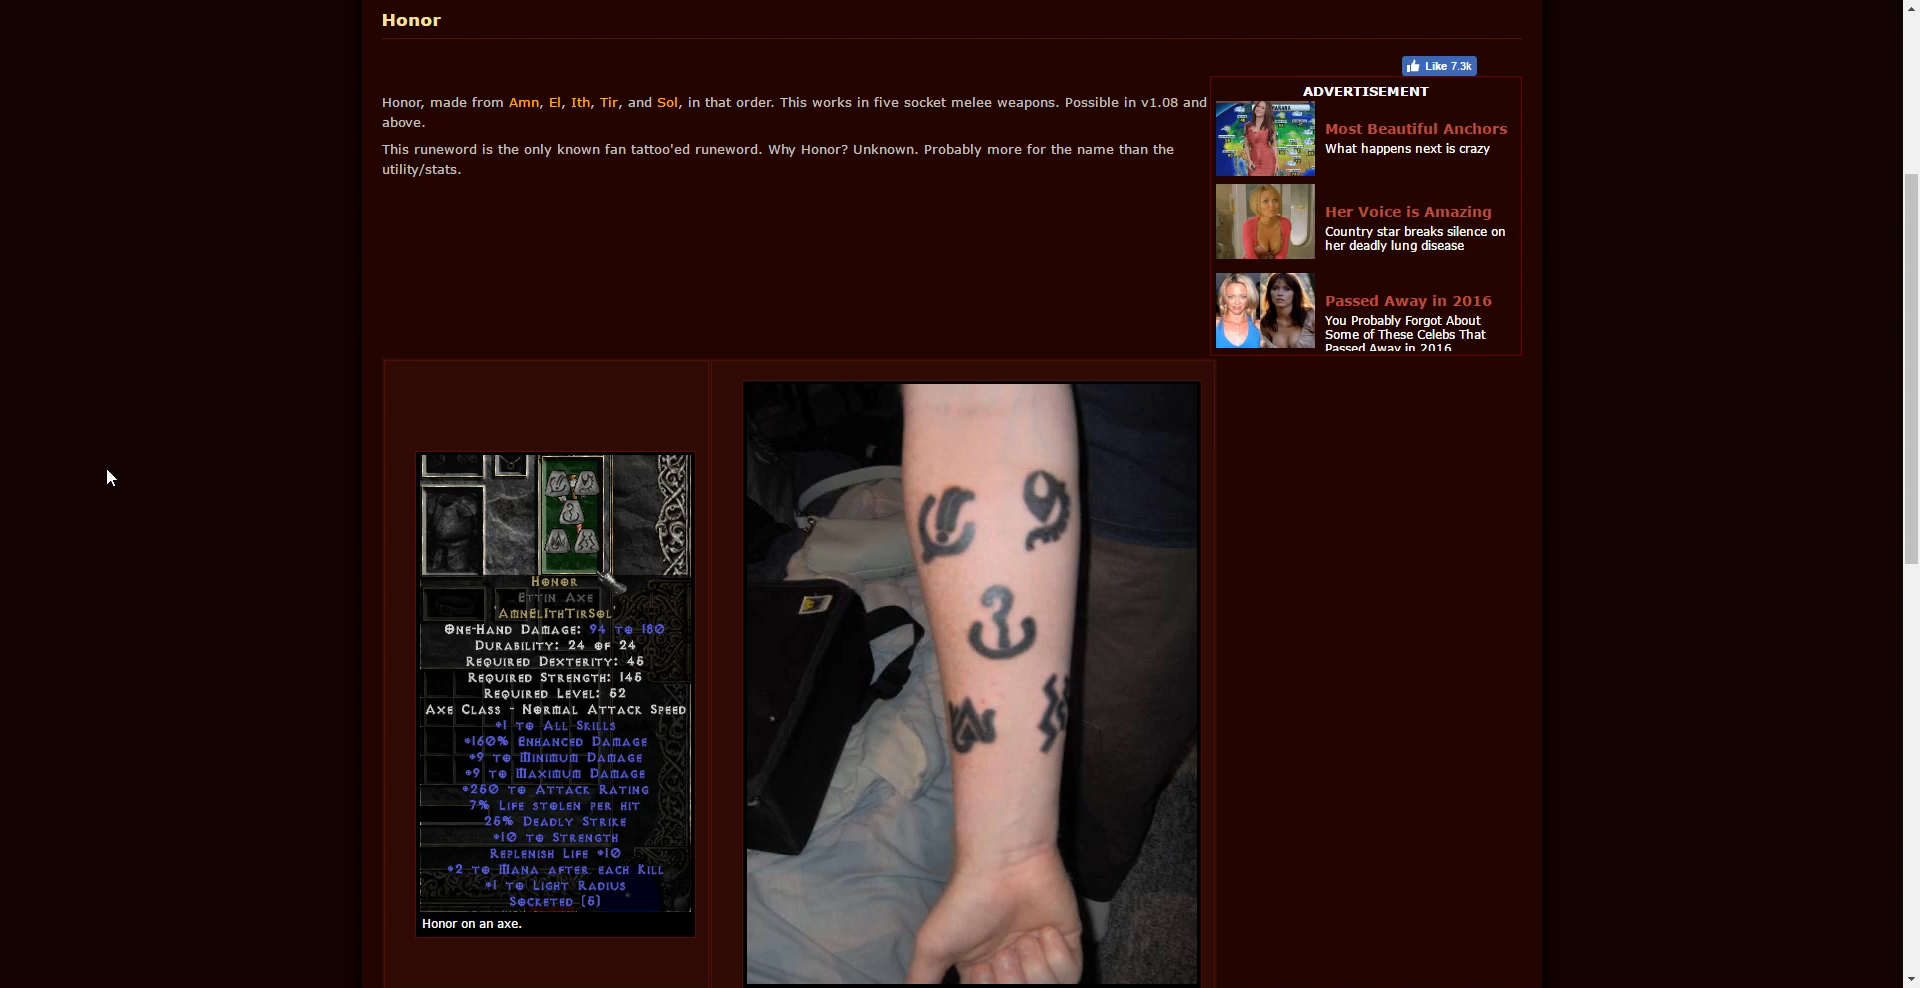 Honor
Like 7.3k
Honor, made from Amn, El, Ith, Tir, and Sol, in that order. This works in five socket melee weapons. Possible in v1.08 and
above.
This runeword is the only known fan tattoo'ed runeword. Why Honor? Unknown. Probably more for the name than the
utility/stats.
ADVERTISEMENT
Most Beautiful Anchors
What happens next is crazy
Her Voice is Amazing
Country star breaks silence on
her deadly lung disease
Passed Away in 2016
You Probably Forgot About
Some of These Celebs That
Passed Away in 2016
Honor
Ettin Axe
'AmnElIthTirSol'
One-Hand Damage: 94 to 180
Durability: 24 of 24
Required Dexterity: 45
Required Strength: 145
Required Level: 52
Axe Class - Normal Attack Speed
+1 to All Skills
+160% Enhanced Damage
+9 to Minimum Damage
+9 to Maximum Damage
+250 to Attack Rating
7% Life stolen per hit
25% Deadly Strike
+10 to Strength
Replenish Life +10
+2 to Mana after each Kill
+1 to Light Radius
Socketed (5)
Honor on an axe.